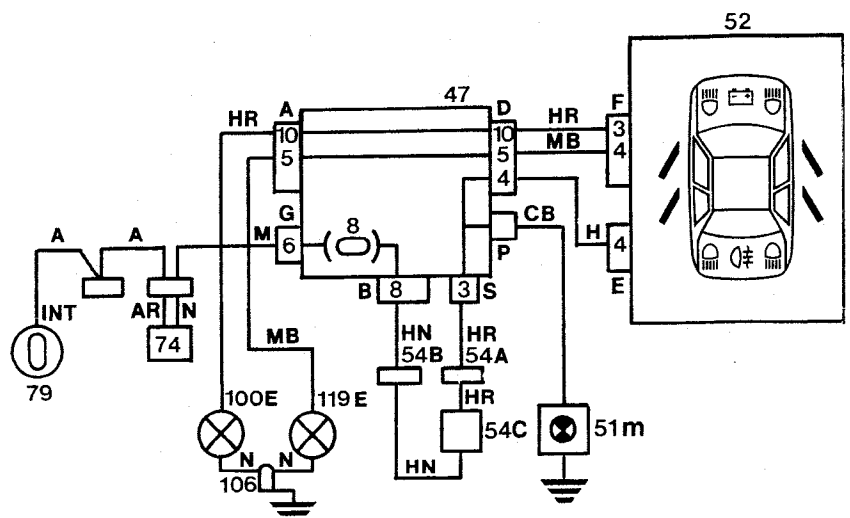 52
47
HR A D HR F
10 10 3
5 5 MB 4
4
G 8 CB
A A M 6 H 4
P
B 8 3 S E
INT AR N HN HR
MB 54B 54A
74
79 HR
100E 119E
54C 51m
N N
106 HN